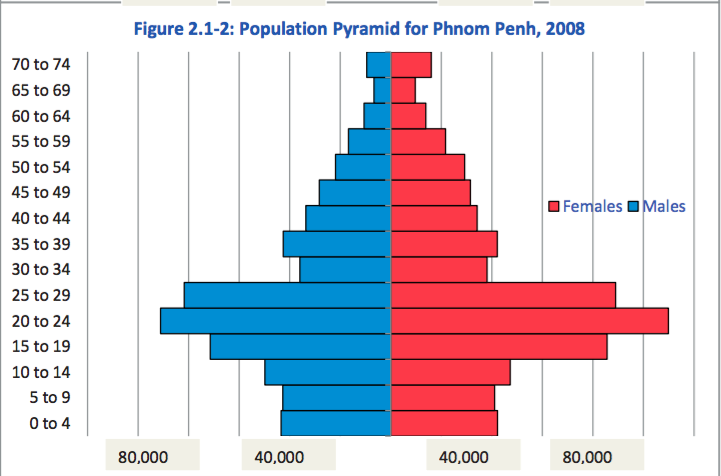 Figure 2.1-2: Population Pyramid for Phnom Penh, 2008
70 to 74
65 to 69
60 to 64
55 to 59
50 to 54
45 to 49
40 to 44
35 to 39
30 to 34
25 to 29
20 to 24
15 to 19
10 to 14
5 to 9
0 to 4
Females Males
80,000 40,000 40,000 80,000